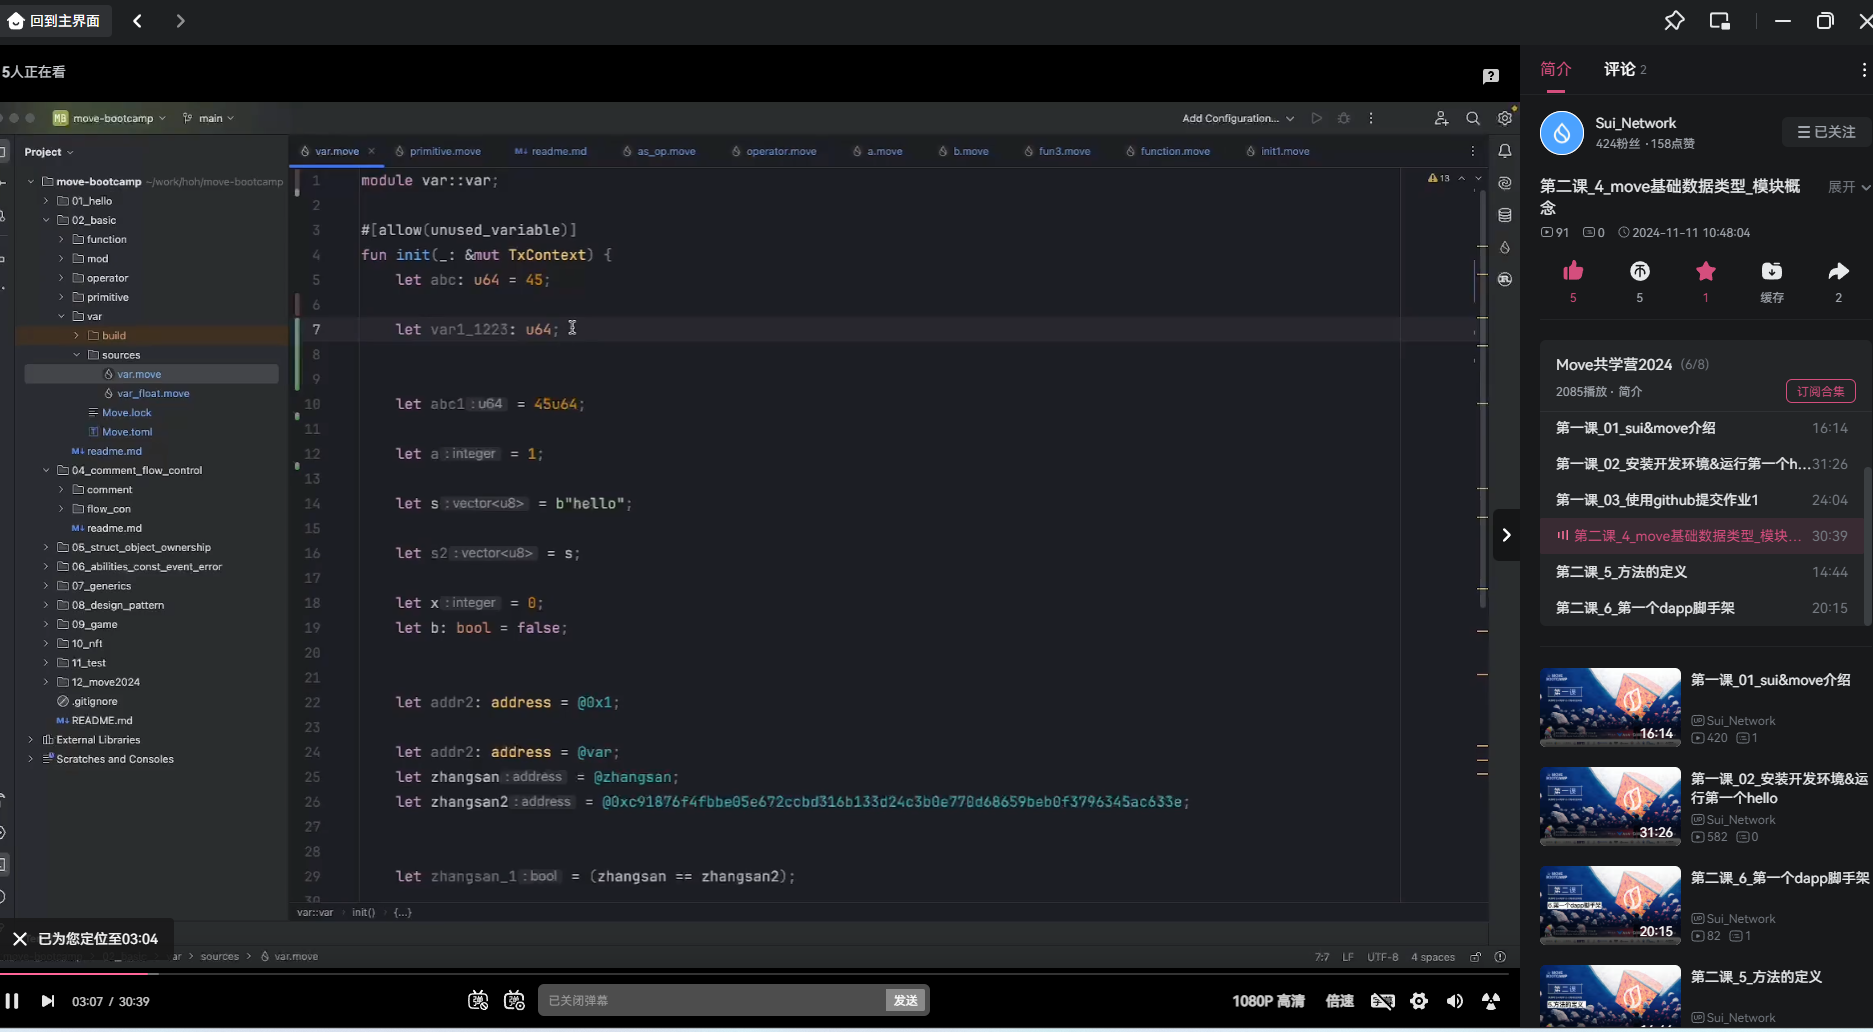 回到主界面
5人正在看
MB move-bootcamp main
Add Configuration...
Project
move-bootcamp ~/work/hoh/move-bootcamp
01_hello
02_basic
function
mod
operator
primitive
var
build
sources
var.move
var_float.move
Move.lock
Move.toml
readme.md
04_comment_flow_control
comment
flow_con
readme.md
05_struct_object_ownership
06_abilities_const_event_error
07_generics
08_design_pattern
09_game
10_nft
11_test
12_move2024
.gitignore
README.md
External Libraries
Scratches and Consoles
var.move primitive.move readme.md as_op.move operator.move a.move b.move fun3.move function.move init1.move
13
1 module var::var;
2
3 #[allow(unused_variable)]
4 fun init(_: &mut TxContext) {
5 let abc: u64 = 45;
6
7 let var1_1223: u64;
8
9
10 let abc1 : u64 = 45u64;
11
12 let a : integer = 1;
13
14 let s : vector<u8> = b"hello";
15
16 let s2 : vector<u8> = s;
17
18 let x : integer = 0;
19 let b: bool = false;
20
21
22 let addr2: address = @0x1;
23
24 let addr2: address = @var;
25 let zhangsan : address = @zhangsan;
26 let zhangsan2 : address = @0xc91876f4fbbe05e672ccbd316b133d24c3b0e770d68659beb0f3796345ac633e;
27
28
29 let zhangsan_1 : bool = (zhangsan == zhangsan2);
30
var::var init() {...}
已为您定位至03:04
sources var.move
7:7 LF UTF-8 4 spaces
03:07 / 30:39
已关闭弹幕 发送
1080P 高清 倍速
简介 评论 2
Sui_Network
424粉丝 · 158点赞
已关注
第二课_4_move基础数据类型_模块概念
展开
91 0 2024-11-11 10:48:04
5 5 1 缓存 2
Move共学营2024 (6/8)
2085播放 · 简介
订阅合集
第一课_01_sui&move介绍 16:14
第一课_02_安装开发环境&运行第一个h... 31:26
第一课_03_使用github提交作业1 24:04
第二课_4_move基础数据类型_模块... 30:39
第二课_5_方法的定义 14:44
第二课_6_第一个dapp脚手架 20:15
第一课
16:14
第一课_01_sui&move介绍
Sui_Network
420 1
第一课
31:26
第一课_02_安装开发环境&运行第一个hello
Sui_Network
582 0
第二课
20:15
第二课_6_第一个dapp脚手架
Sui_Network
82 1
第二课
第二课_5_方法的定义
Sui_Network